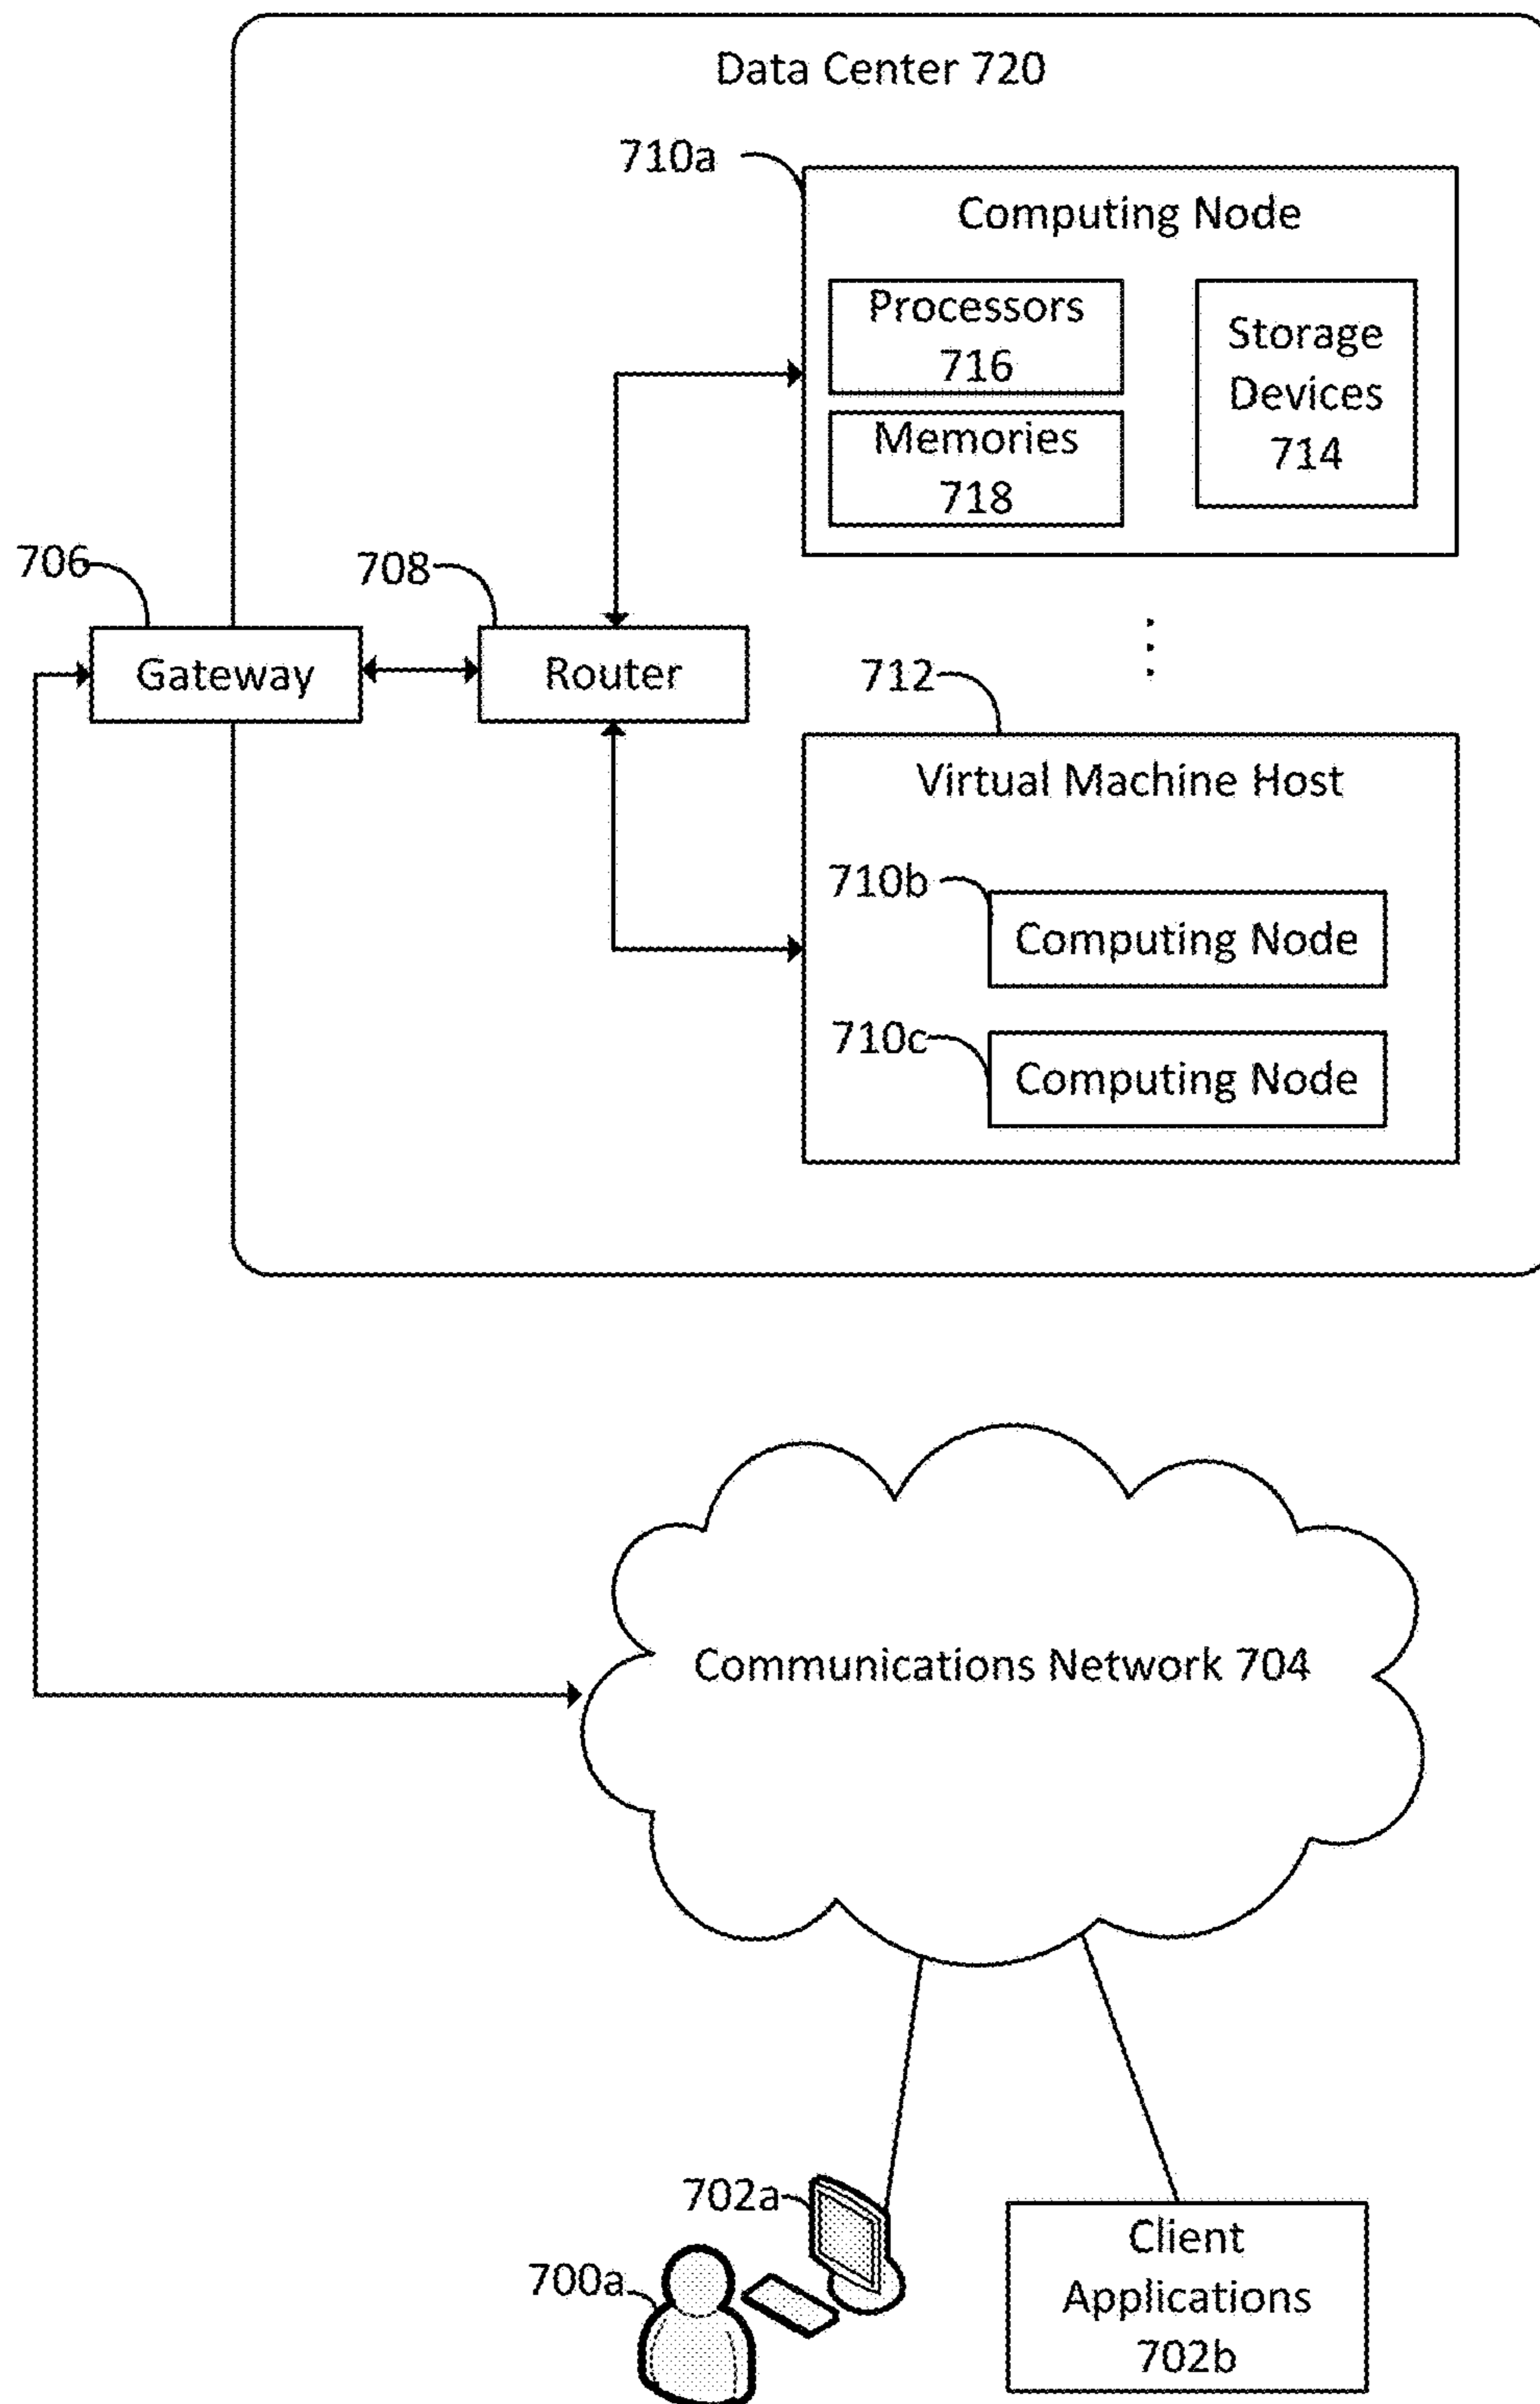 Data Center 720
710a
Computing Node
Processors
716
Storage
Devices
714
Memories
718
706
708
Gateway
Router
712
Virtual Machine Host
710b
Computing Node
710c
Computing Node
Communications Network 704
702a
700a
Client
Applications
702b